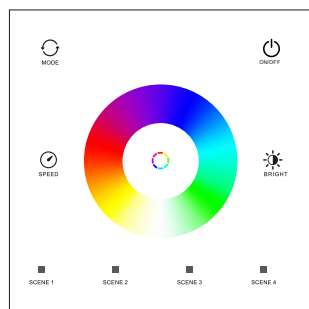 MODE
ON/OFF
SPEED
BRIGHT
SCENE 1
SCENE 2
SCENE 3
SCENE 4